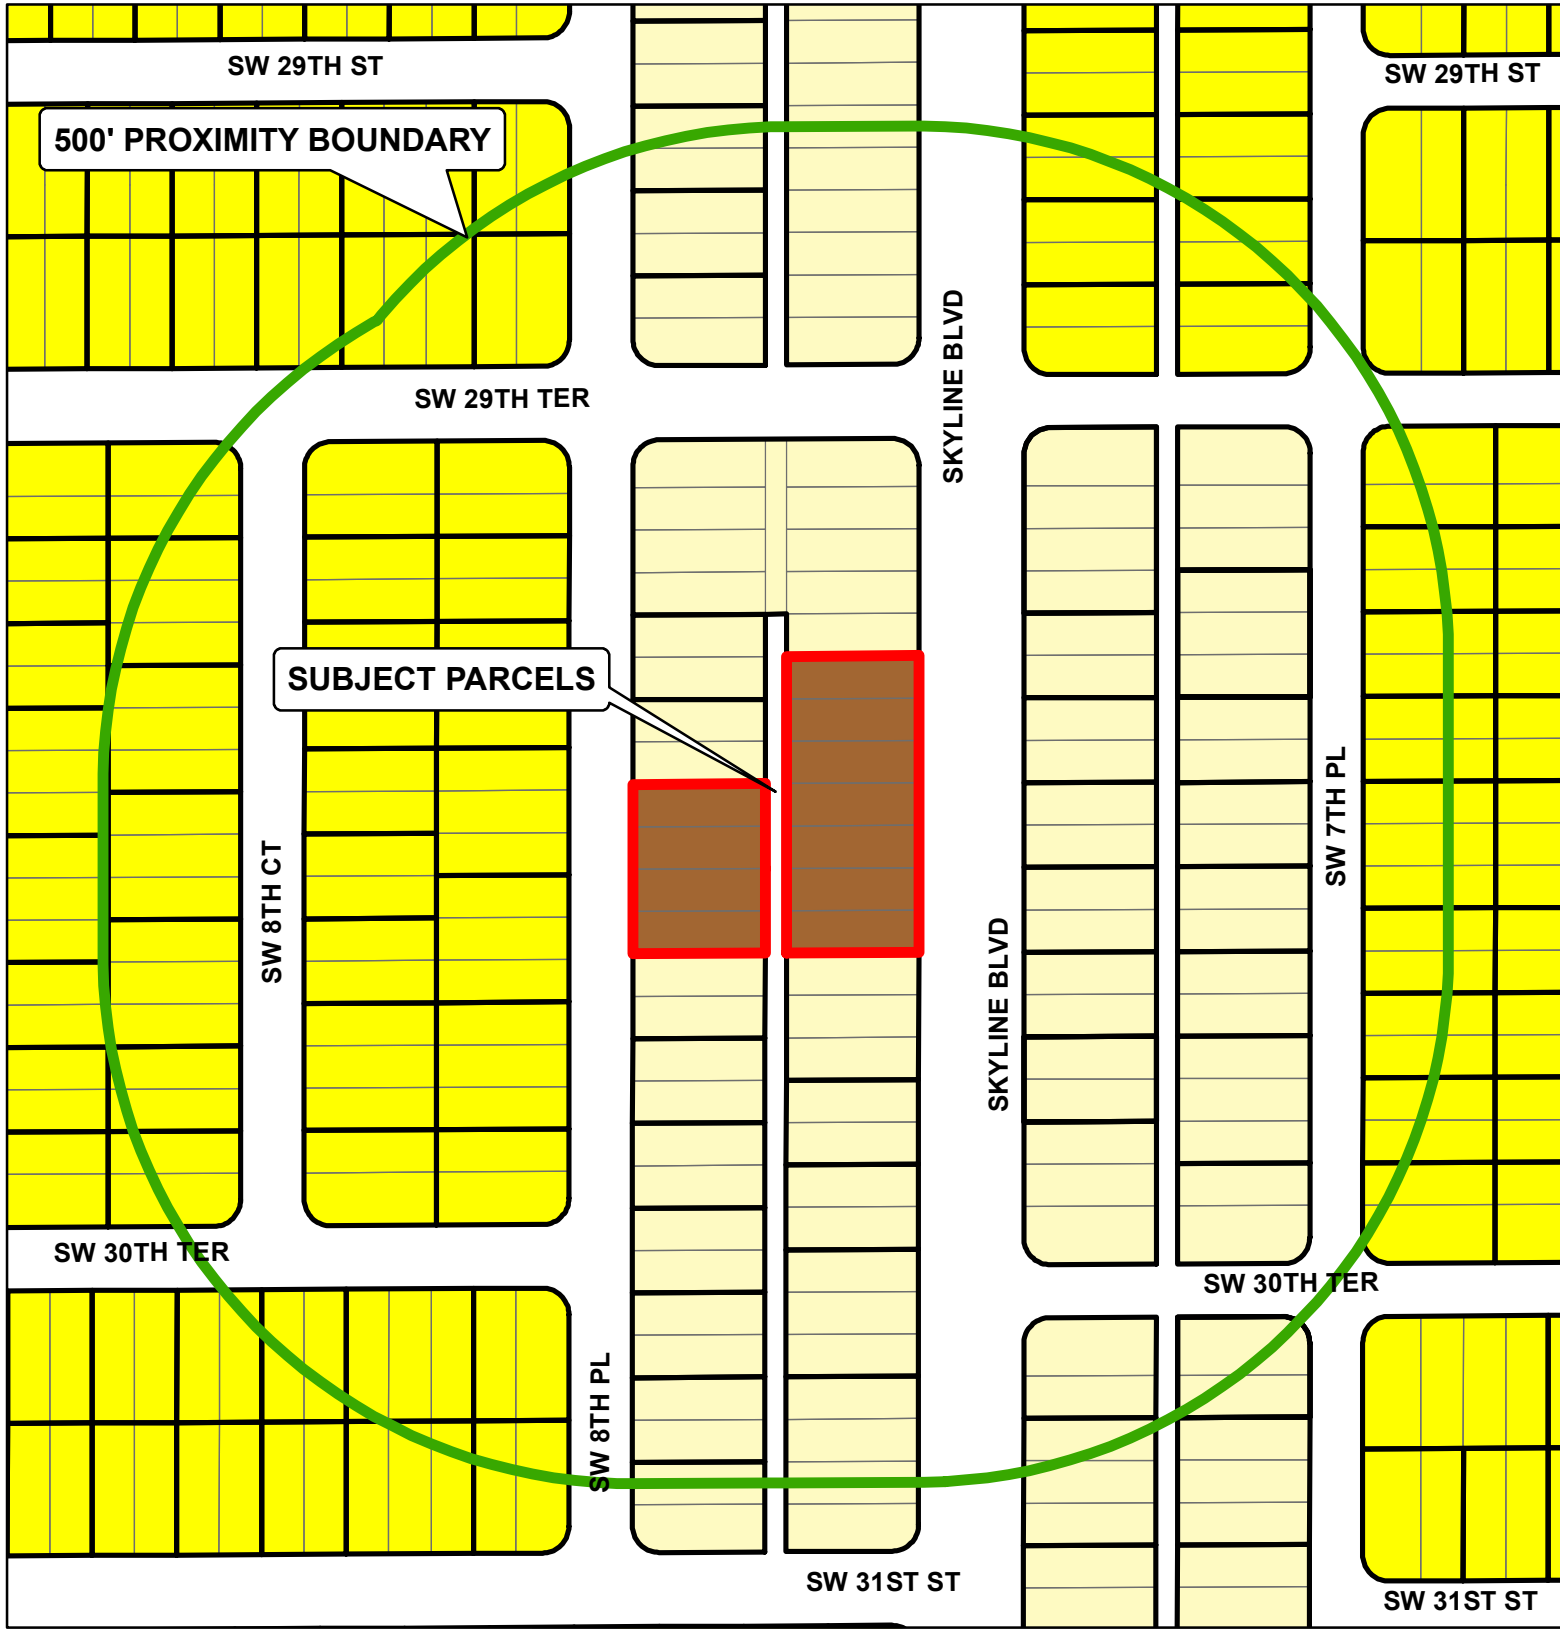 SW 29TH ST
SW 29TH ST
500' PROXIMITY BOUNDARY
SKYLINE BLVD
SW 29TH TER
SUBJECT PARCELS
SW 7TH PL
SW 8TH CT
SKYLINE BLVD
SW 30TH TER
SW 30TH TER
SW 8TH PL
SW 31ST ST
SW 31ST ST